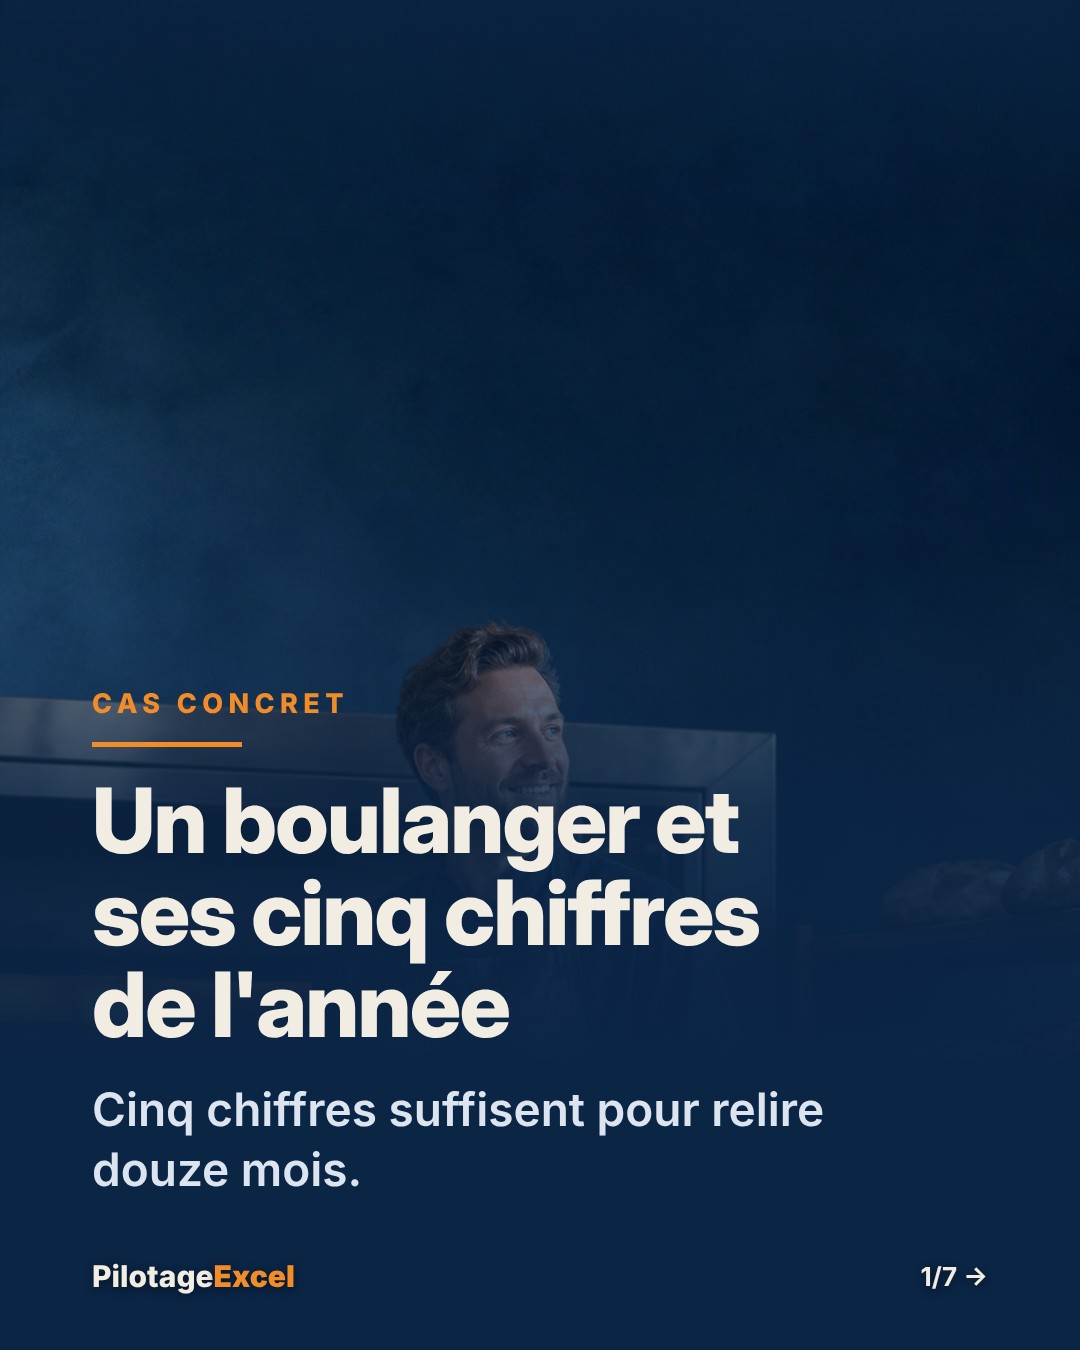 CAS CONCRET
Un boulanger et
ses cinq chiffres
de l'année
Cinq chiffres suffisent pour relire
douze mois.
PilotageExcel
1/7 →